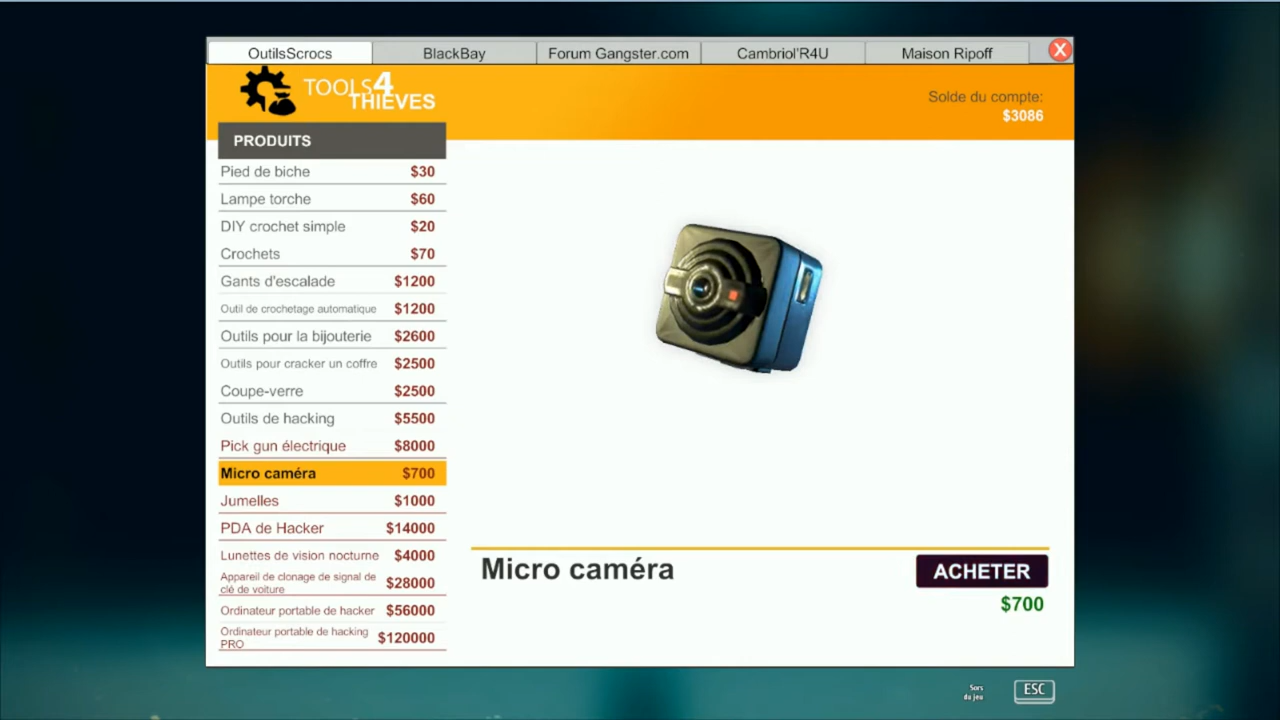 OutilsScrocs BlackBay Forum Gangster.com Cambriol'R4U Maison Ripoff X
TOOLS 4 THIEVES
Solde du compte:
$3086
PRODUITS
Pied de biche $30
Lampe torche $60
DIY crochet simple $20
Crochets $70
Gants d'escalade $1200
Outil de crochetage automatique $1200
Outils pour la bijouterie $2600
Outils pour cracker un coffre $2500
Coupe-verre $2500
Outils de hacking $5500
Pick gun électrique $8000
Micro caméra $700
Jumelles $1000
PDA de Hacker $14000
Lunettes de vision nocturne $4000
Appareil de clonage de signal de
clé de voiture $28000
Ordinateur portable de hacker $56000
Ordinateur portable de hacking
PRO $120000
Micro caméra
ACHETER
$700
Sors
du jeu
ESC